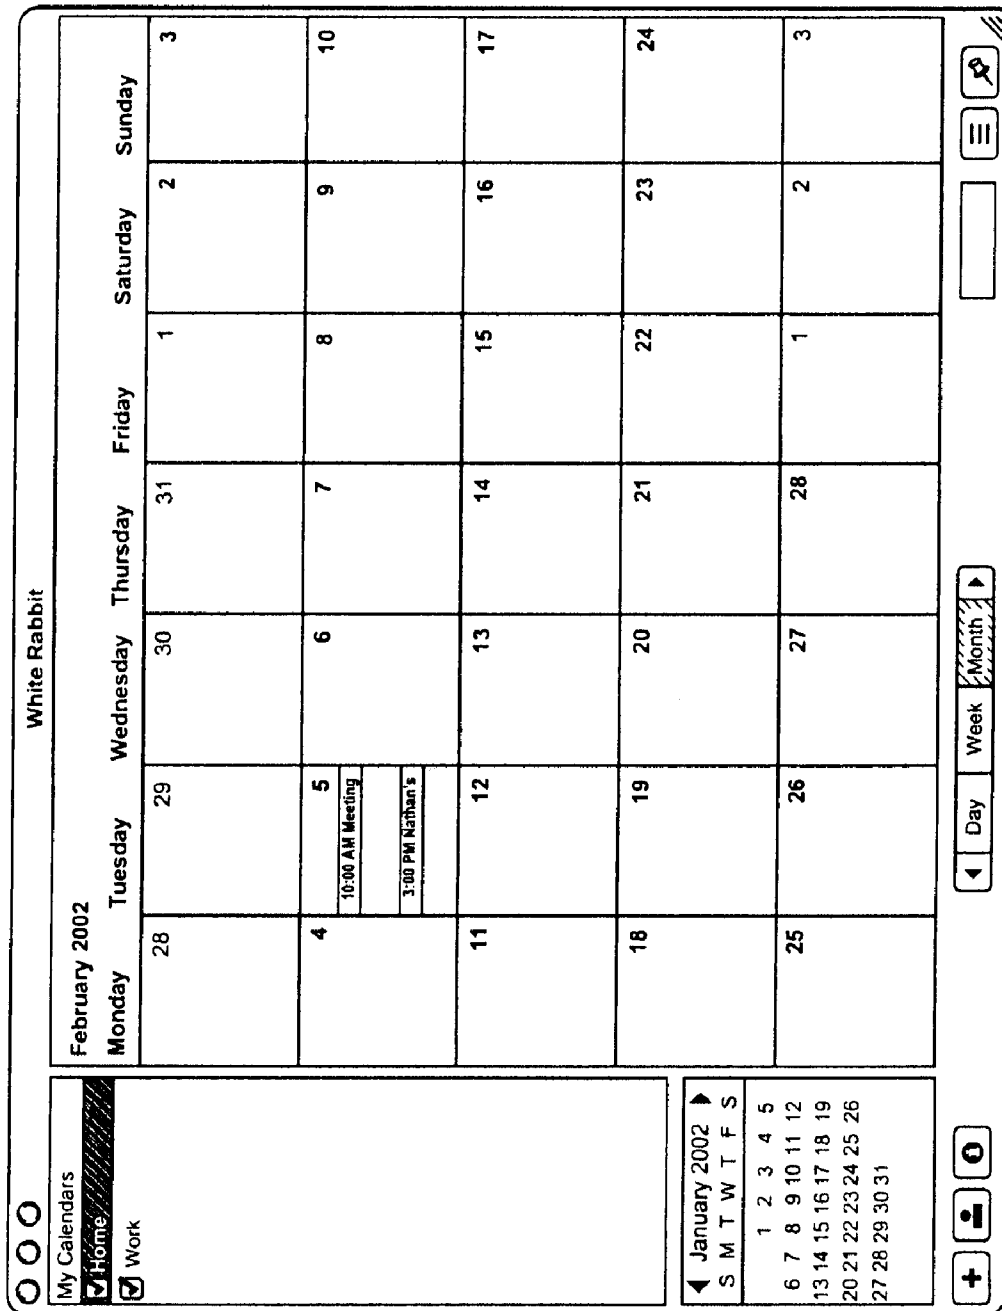 White Rabbit
My Calendars
Home
Work
February 2002
Monday Tuesday Wednesday Thursday Friday Saturday Sunday
28 29 30 31 1 2 3
4 5 6 7 8 9 10
10:00 AM Meeting
3:00 PM Nathan's
11 12 13 14 15 16 17
18 19 20 21 22 23 24
25 26 27 28 1 2 3
January 2002
S M T W T F S
1 2 3 4 5
6 7 8 9 10 11 12
13 14 15 16 17 18 19
20 21 22 23 24 25 26
27 28 29 30 31
Day Week Month